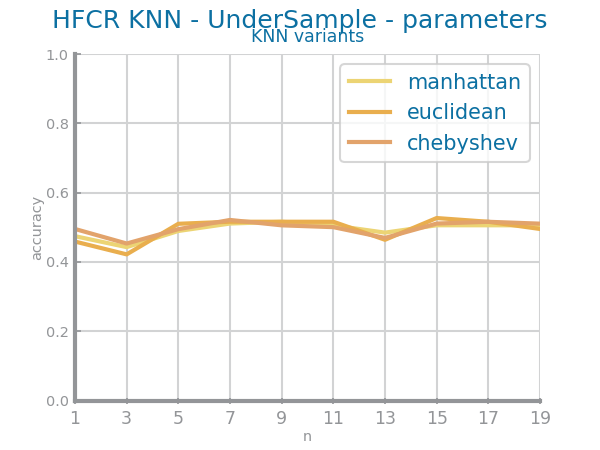 HFCR KNN - UnderSample - parameters
KNN variants
manhattan
euclidean
chebyshev
accuracy
1.0
0.8
0.6
0.4
0.2
0.0
1 3 5 7 9 11 13 15 17 19
n